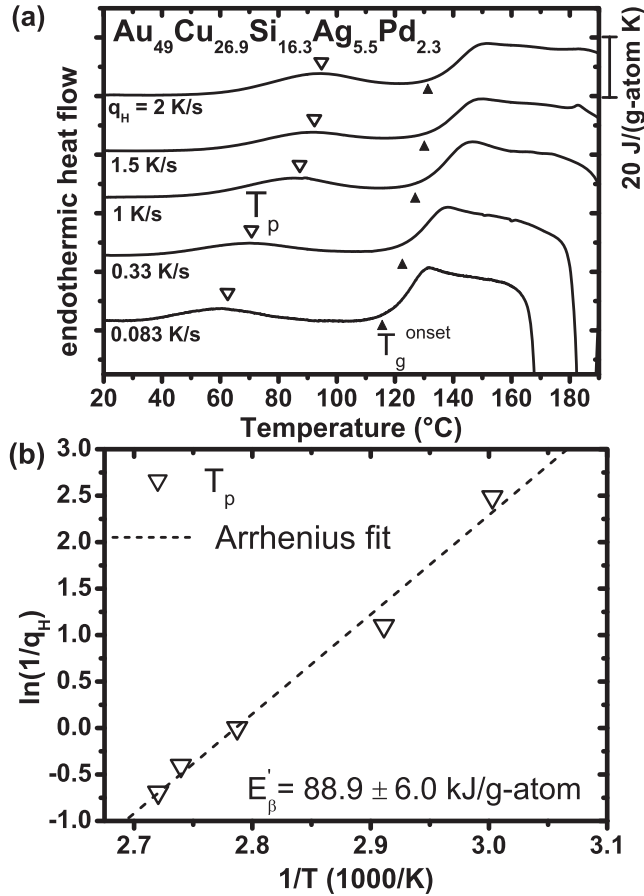 (a)
Au49Cu26.9Si16.3Ag5.5Pd2.3
qH = 2 K/s
1.5 K/s
1 K/s
Tp
0.33 K/s
0.083 K/s
Tg onset
endothermic heat flow
20 J/(g-atom K)
20 40 60 80 100 120 140 160 180
Temperature (°C)
(b)
3.0
2.5
2.0
1.5
1.0
0.5
0.0
-0.5
-1.0
ln(1/qH)
Tp
Arrhenius fit
E'β = 88.9 ± 6.0 kJ/g-atom
2.7 2.8 2.9 3.0 3.1
1/T (1000/K)